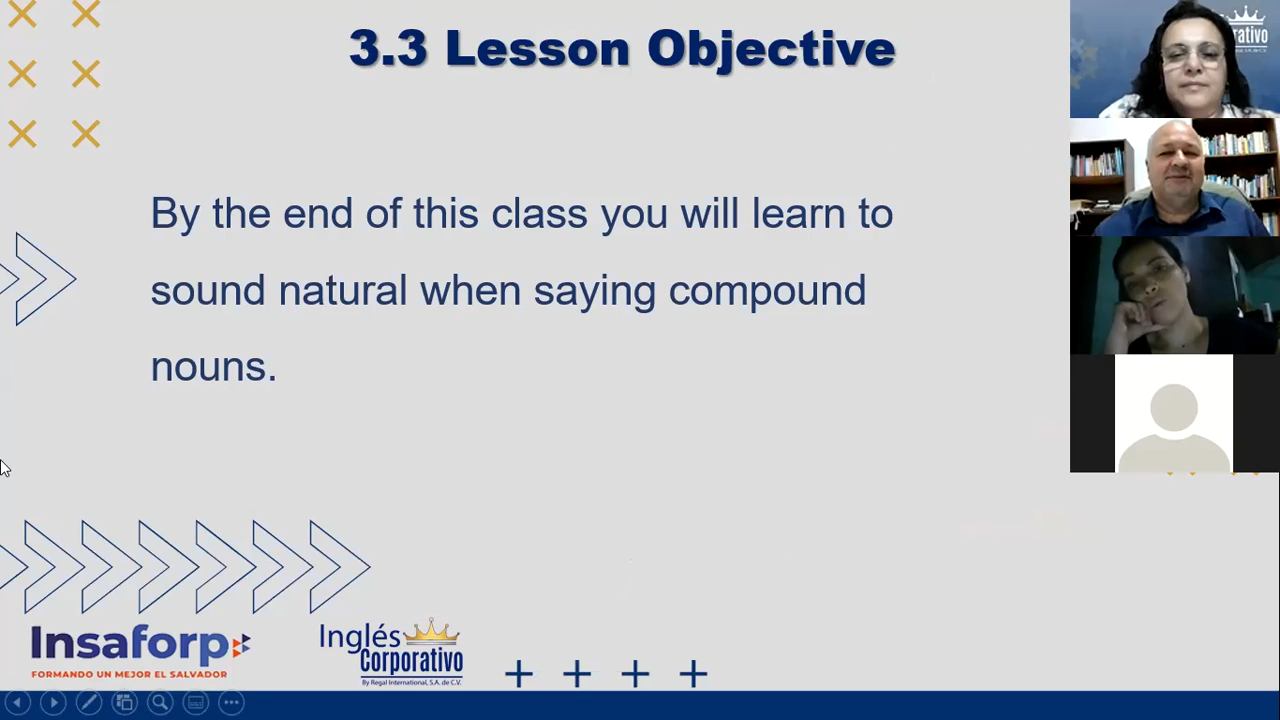 3.3 Lesson Objective
By the end of this class you will learn to
sound natural when saying compound
nouns.
Insaforp
FORMANDO UN MEJOR EL SALVADOR
Inglés
Corporativo
By Regal International, S.A. de C.V.